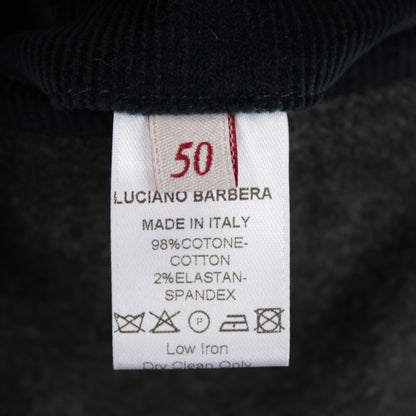 50
LUCIANO BARBERA
MADE IN ITALY
98%COTONE-
COTTON
2%ELASTAN-
SPANDEX
P
Low Iron
Dry Clean Only